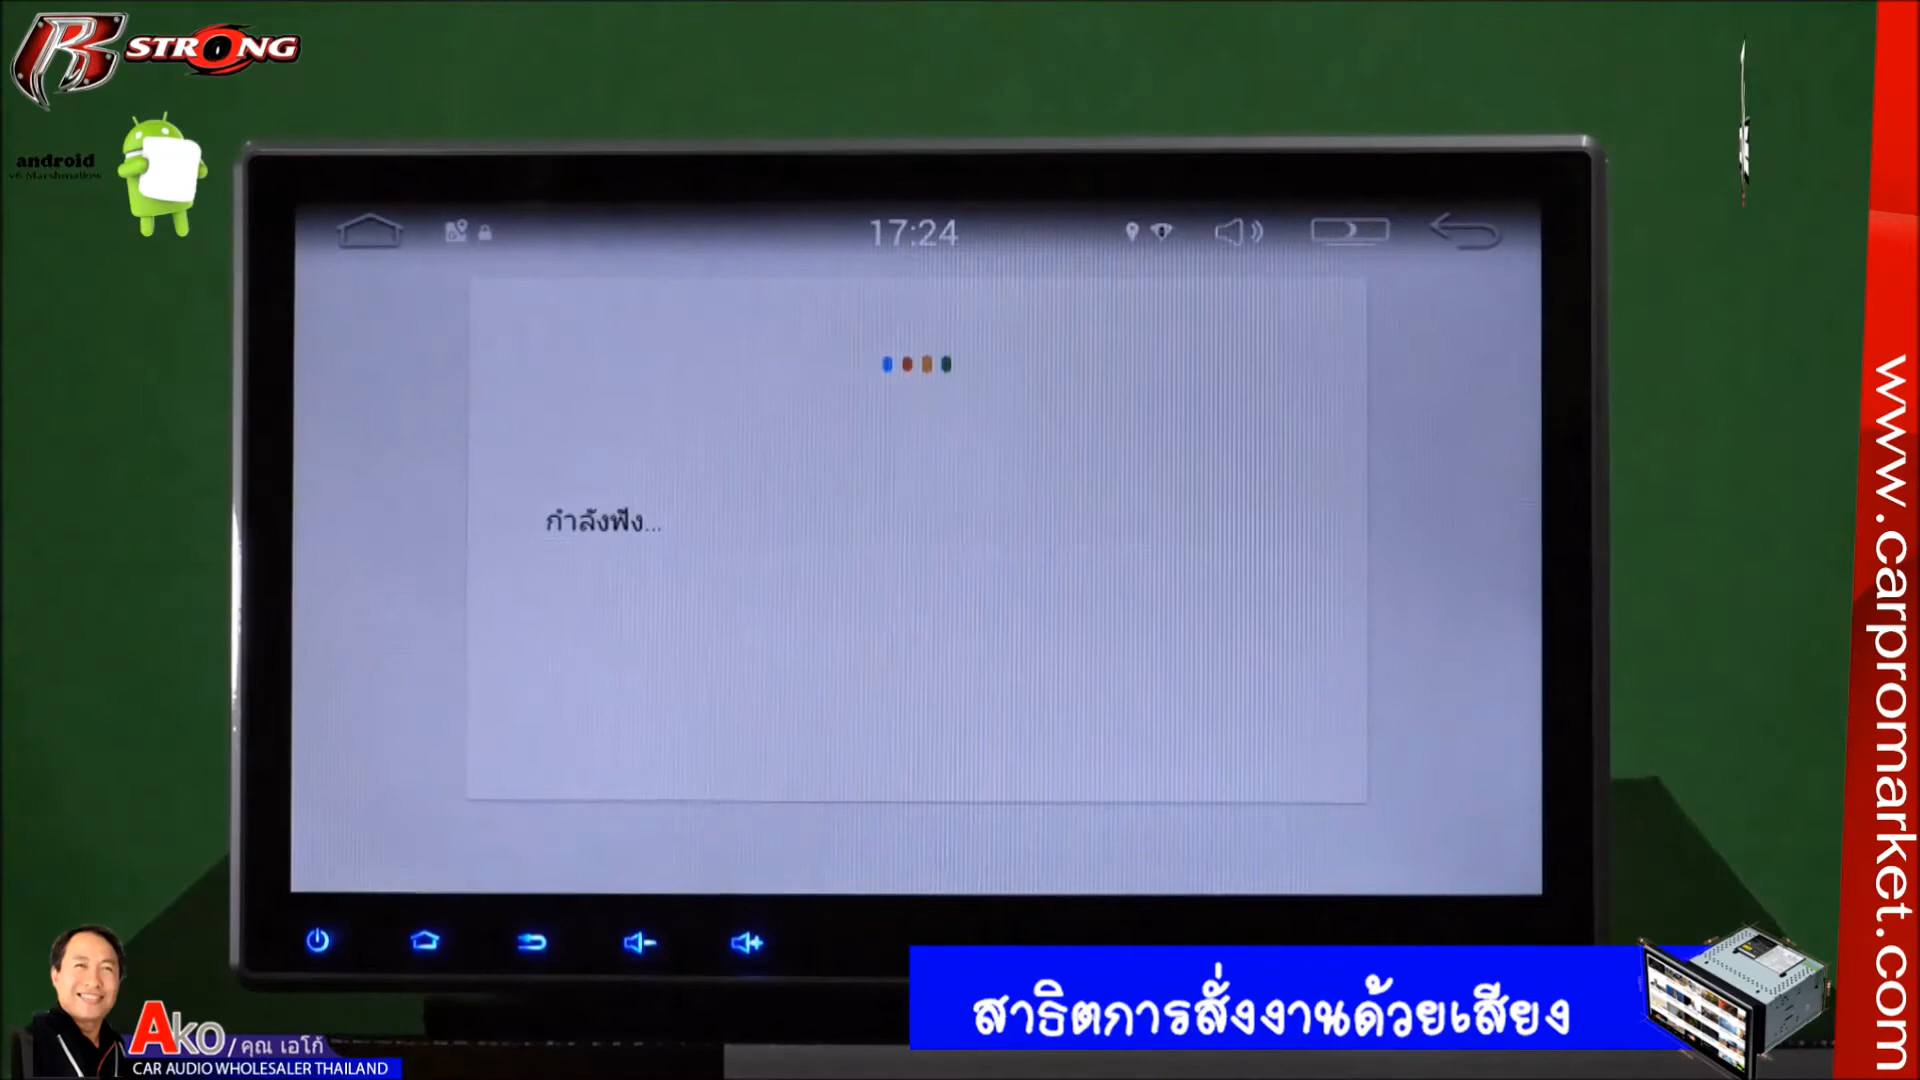 R STRONG
android
v6 Marshmallow
17:24
กำลังฟัง...
www.carpromarket.com
Ako / คุณ เอโก้
CAR AUDIO WHOLESALER THAILAND
สาธิตการสั่งงานด้วยเสียง